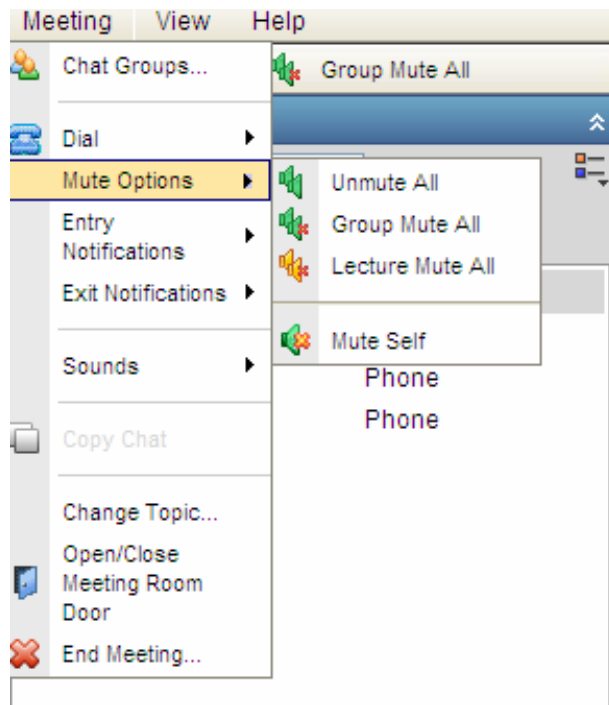 Meeting View Help
Chat Groups...
Group Mute All
Dial
Mute Options
Unmute All
Group Mute All
Lecture Mute All
Mute Self
Entry
Notifications
Exit Notifications
Sounds
Phone
Phone
Copy Chat
Change Topic...
Open/Close
Meeting Room
Door
End Meeting...